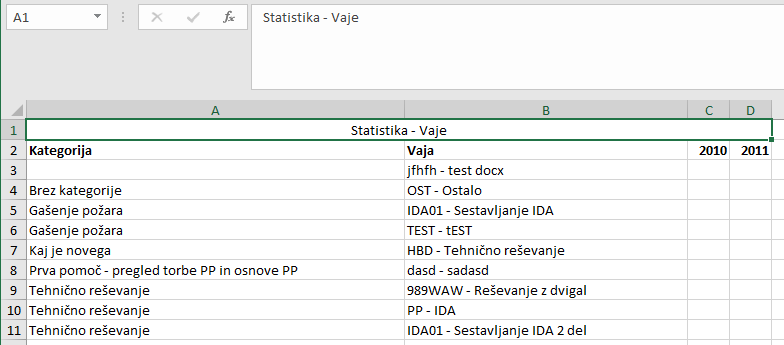 A1 fx Statistika - Vaje
A B C D
1 Statistika - Vaje
2 Kategorija Vaja 2010 2011
3 jfhfh - test docx
4 Brez kategorije OST - Ostalo
5 Gašenje požara IDA01 - Sestavljanje IDA
6 Gašenje požara TEST - tEST
7 Kaj je novega HBD - Tehnično reševanje
8 Prva pomoč - pregled torbe PP in osnove PP dasd - sadasd
9 Tehnično reševanje 989WAW - Reševanje z dvigal
10 Tehnično reševanje PP - IDA
11 Tehnično reševanje IDA01 - Sestavljanje IDA 2 del